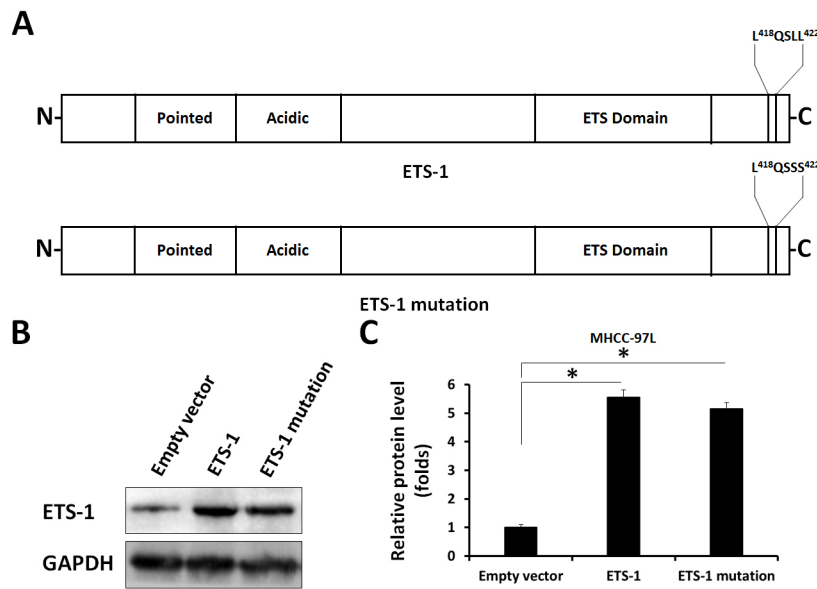 A
L⁴¹⁸QSLL⁴²²
N Pointed Acidic ETS Domain C
ETS-1
L⁴¹⁸QSSS⁴²²
N Pointed Acidic ETS Domain C
ETS-1 mutation
B
Empty vector
ETS-1
ETS-1 mutation
ETS-1
GAPDH
C
MHCC-97L
*
*
Relative protein level
(folds)
6
5
4
3
2
1
0
Empty vector ETS-1 ETS-1 mutation